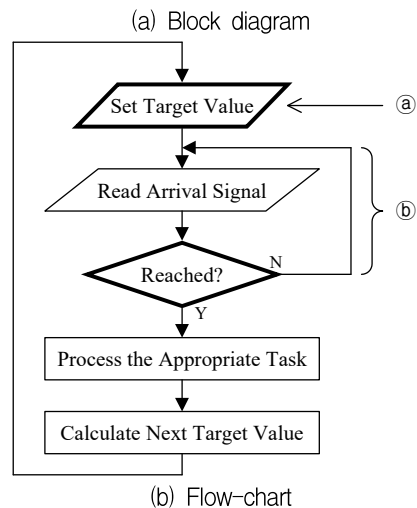 (a) Block diagram
Set Target Value
ⓐ
Read Arrival Signal
ⓑ
Reached?
N
Y
Process the Appropriate Task
Calculate Next Target Value
(b) Flow-chart